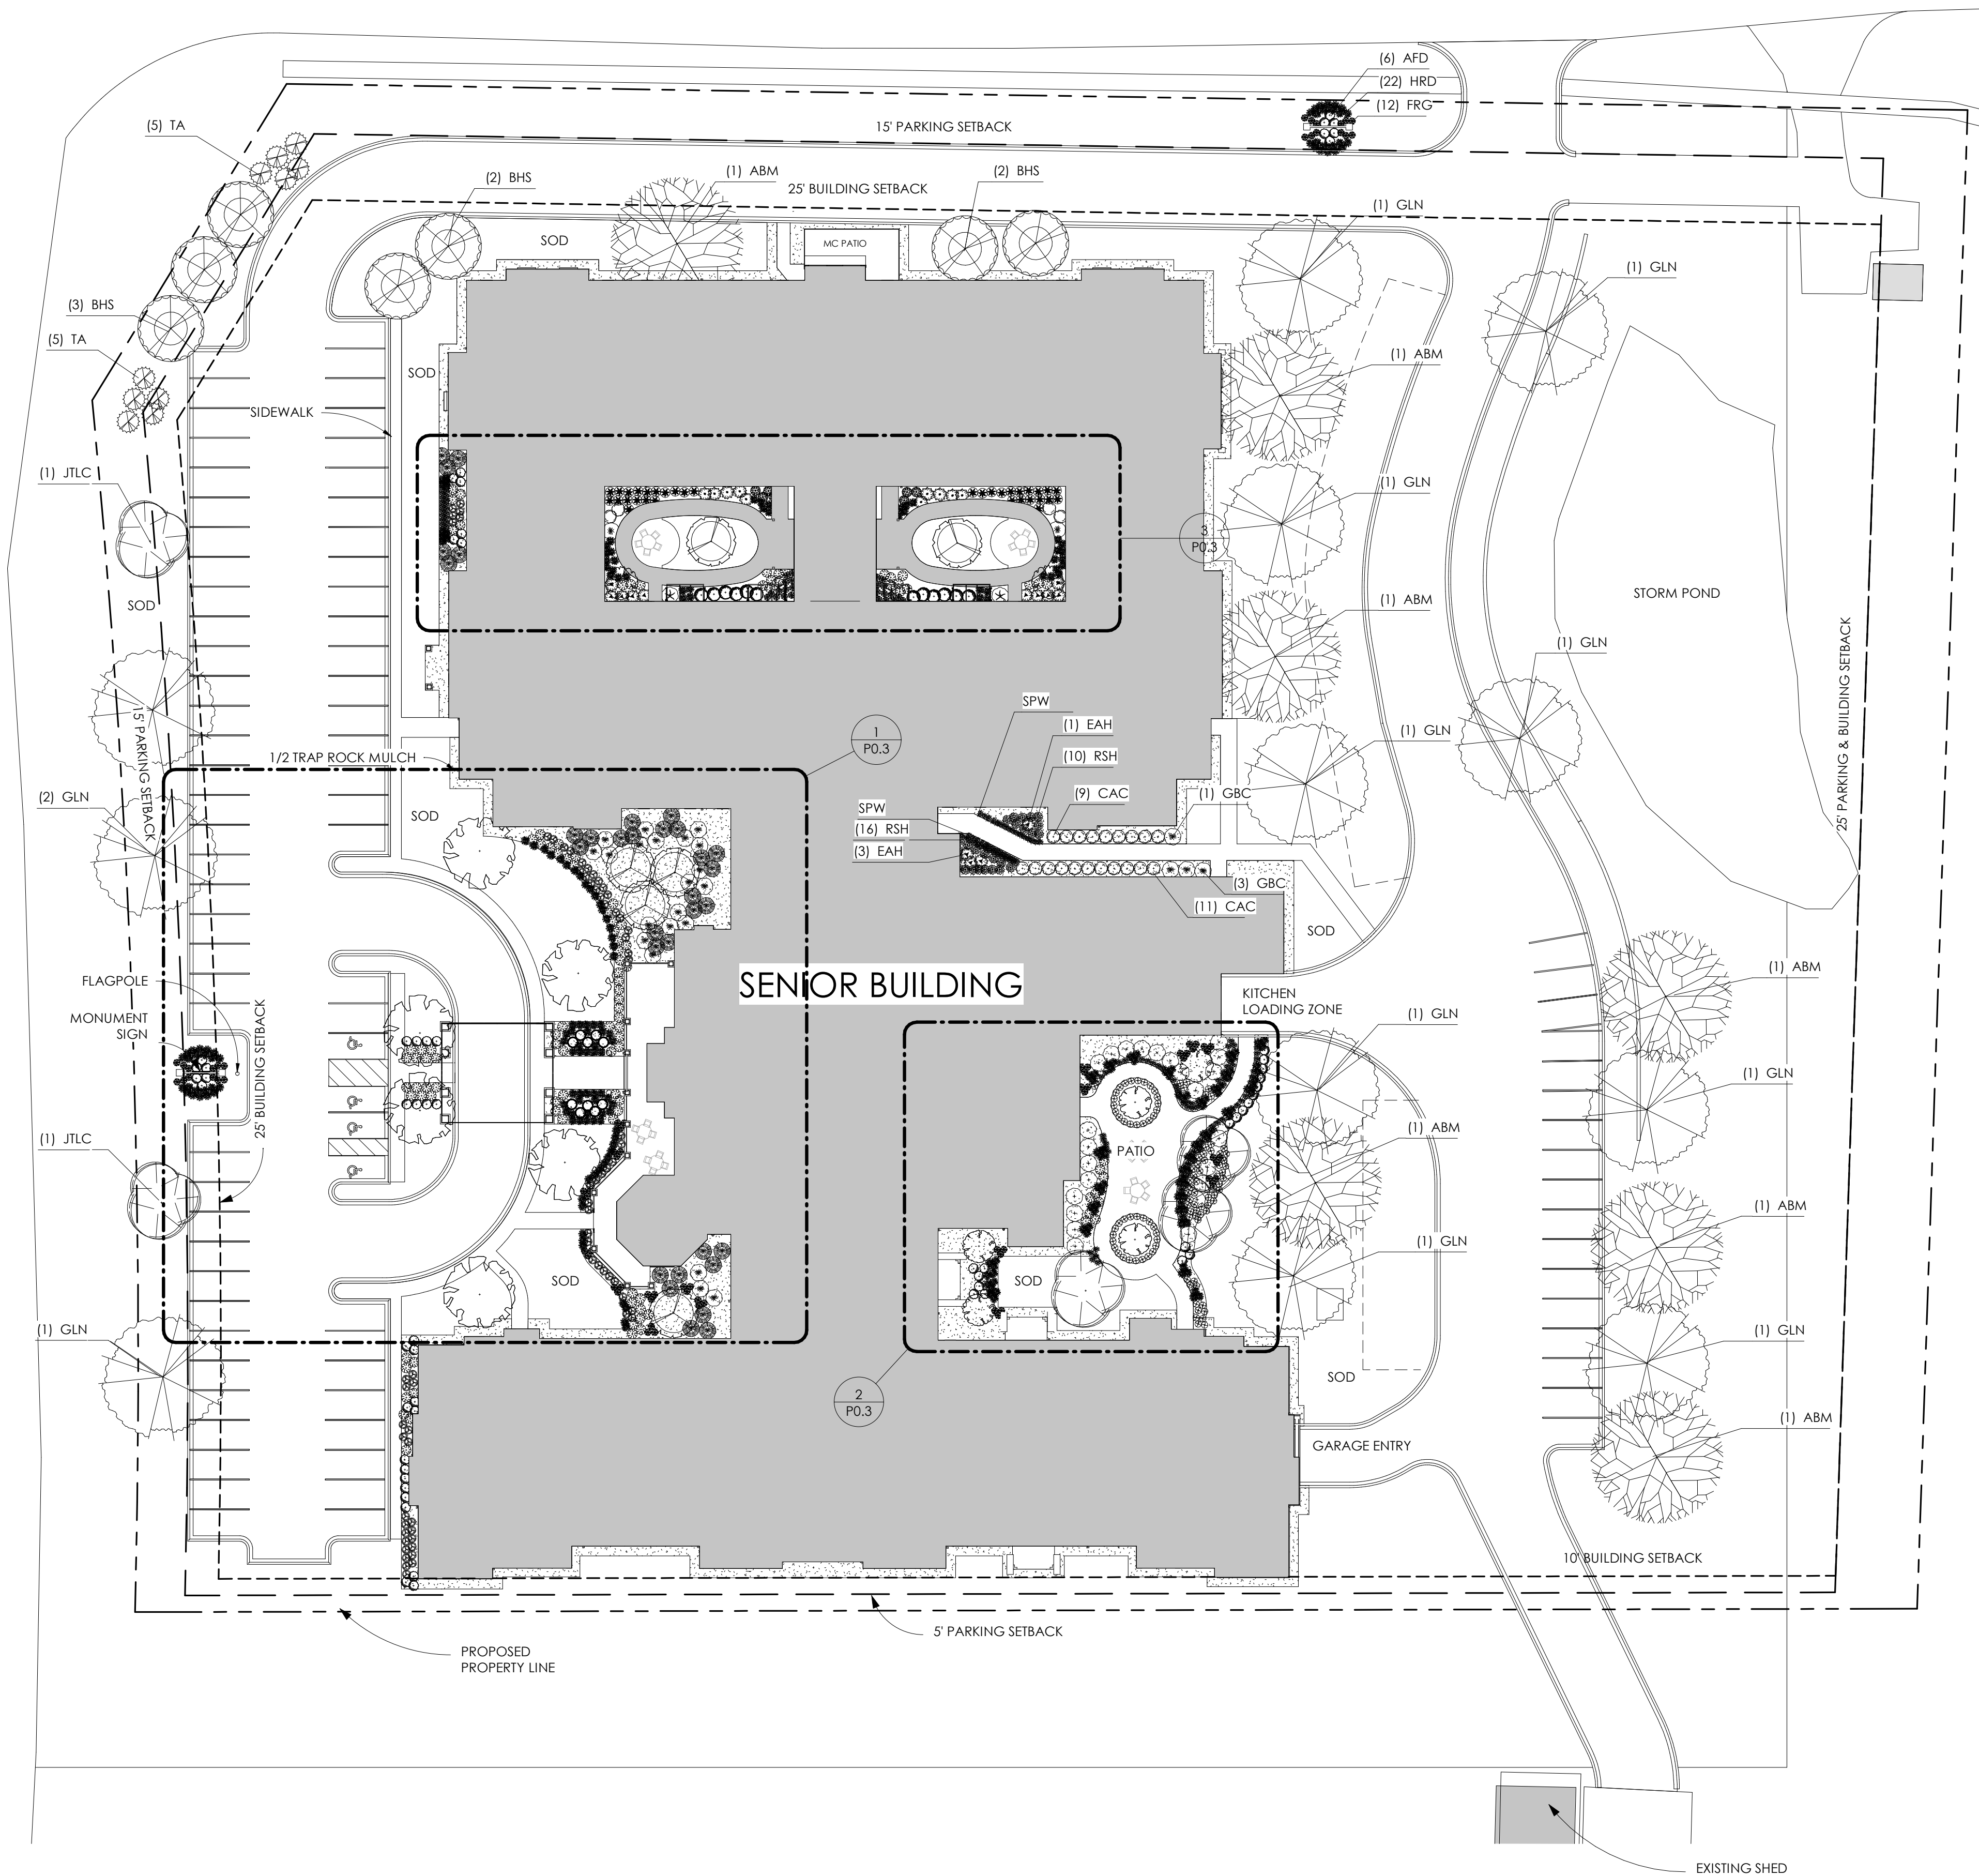 (6) AFD
(22) HRD
(12) FRG
(5) TA
15' PARKING SETBACK
(2) BHS
(1) ABM
25' BUILDING SETBACK
(2) BHS
(1) GLN
SOD
MC PATIO
(1) GLN
(3) BHS
(5) TA
(1) ABM
SOD
SIDEWALK
(1) JTLC
(1) GLN
3
P0.3
SOD
(1) ABM
STORM POND
(1) GLN
25' PARKING & BUILDING SETBACK
15' PARKING SETBACK
SPW
(1) EAH
1
P0.3
(1) GLN
1/2 TRAP ROCK MULCH
(10) RSH
(2) GLN
(9) CAC
(1) GBC
SPW
SOD
(16) RSH
(3) EAH
(3) GBC
(11) CAC
SOD
SENIOR BUILDING
(1) ABM
FLAGPOLE
KITCHEN
LOADING ZONE
MONUMENT
SIGN
25' BUILDING SETBACK
(1) GLN
(1) GLN
(1) JTLC
(1) ABM
PATIO
(1) ABM
(1) GLN
SOD
SOD
(1) GLN
(1) GLN
SOD
2
P0.3
(1) ABM
GARAGE ENTRY
10' BUILDING SETBACK
5' PARKING SETBACK
PROPOSED
PROPERTY LINE
EXISTING SHED